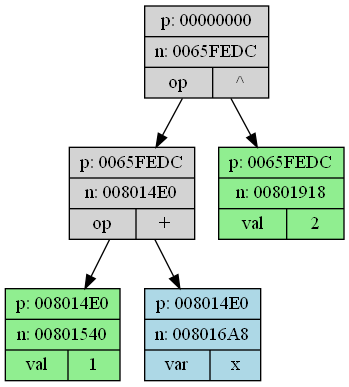 p: 00000000
n: 0065FEDC
op ^
p: 0065FEDC
n: 008014E0
op +
p: 0065FEDC
n: 00801918
val 2
p: 008014E0
n: 00801540
val 1
p: 008014E0
n: 008016A8
var x